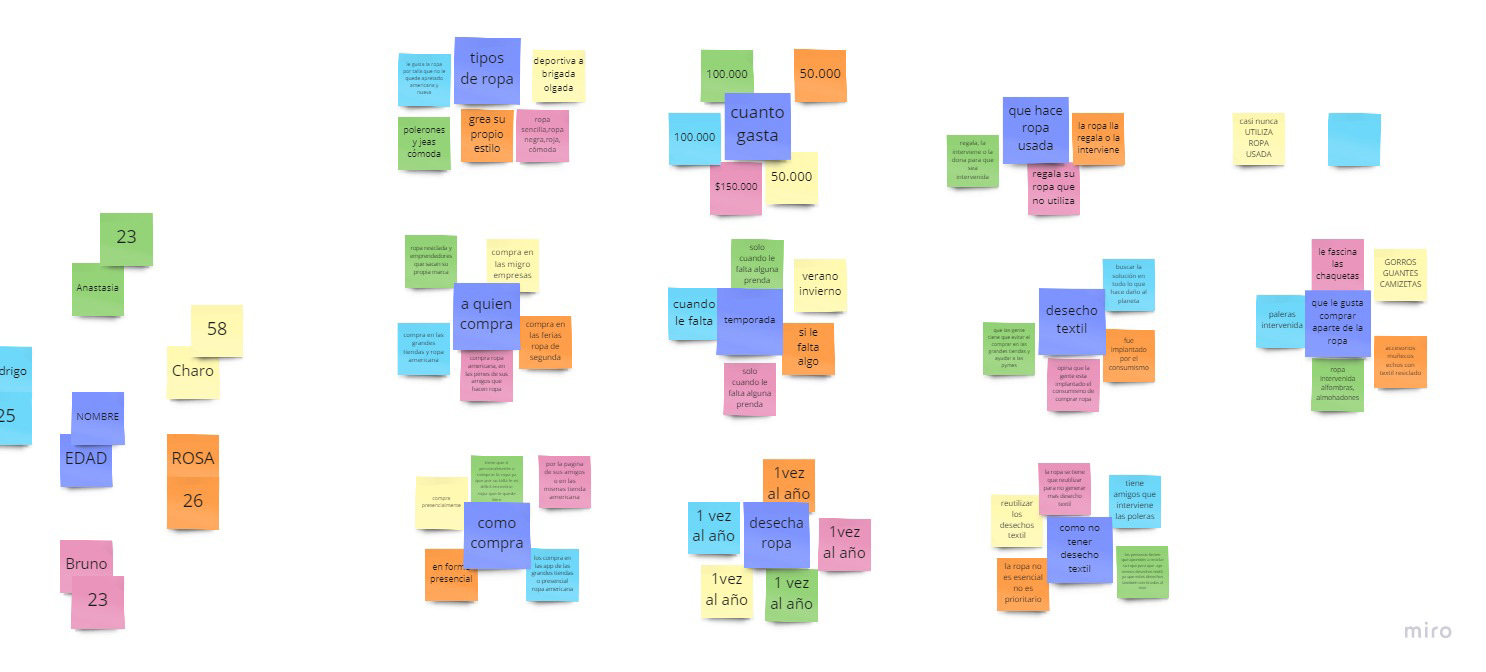 23
Anastasia
58
Charo
drigo
25
NOMBRE
EDAD
ROSA
26
Bruno
23
le gusta la ropa
por talla que no le
quede apretado
americana y
nueva
tipos
de ropa
deportiva a
brigada
olgada
polerones
y jeas
còmoda
grea su
propio
estilo
ropa
sencilla,ropa
negra,roja,
còmoda
100.000
50.000
100.000
cuanto
gasta
$150.000
50.000
que hace
ropa
usada
la ropa lla
regala o la
interviene
regala, la
interviene o la
dona para que
sea
intervenida
regala su
ropa que
no utiliza
casi nunca
UTILIZA
ROPA
USADA
ropa reciclada y
emprendedores
que sacan su
propia marca
compra en
las migro
empresas
a quien
compra
compra en las
grandes
tiendas y ropa
americana
compra en
las ferias
ropa de
segunda
compra ropa
americana, en
las pimes de sus
amigos que
hacen ropa
solo
cuando le
falta alguna
prenda
verano
invierno
cuando
le falta
temporada
si le
falta
algo
solo
cuando le
falta alguna
prenda
buscar la
solución en
todo lo que
hace daño al
planeta
desecho
textil
que las gente
tiene que evitar el
comprar en las
grandes tiendas y
ayudar a las
pymes
fue
implantado
por el
consumismo
opina que la
gente esta
implantado el
consumismo de
comprar ropa
le fascina
las
chaquetas
GORROS
GUANTES
CAMIZETAS
paleras
intervenida
que le gusta
comprar
aparte de la
ropa
accesorios
muñecos
echos con
textil reciclado
ropa
intervenida
alfombras,
almohadones
compre
presencialmente
por la pagina
de sus amigos
o en las
mismas tienda
americana
como
compra
en forma
presencial
los compra en
las app de las
grandes tiendas
o presencial
ropa americana
1vez
al año
1 vez
al año
desecha
ropa
1vez
al año
1vez
al año
1 vez
al año
la ropa se tiene
que reutilizar
para no generar
mas desecho
textil
tiene
amigos que
interviene
las poleras
reutilizar
los
desechos
textil
como no
tener
desecho
textil
la ropa no
es esencial
no es
prioritario
miro